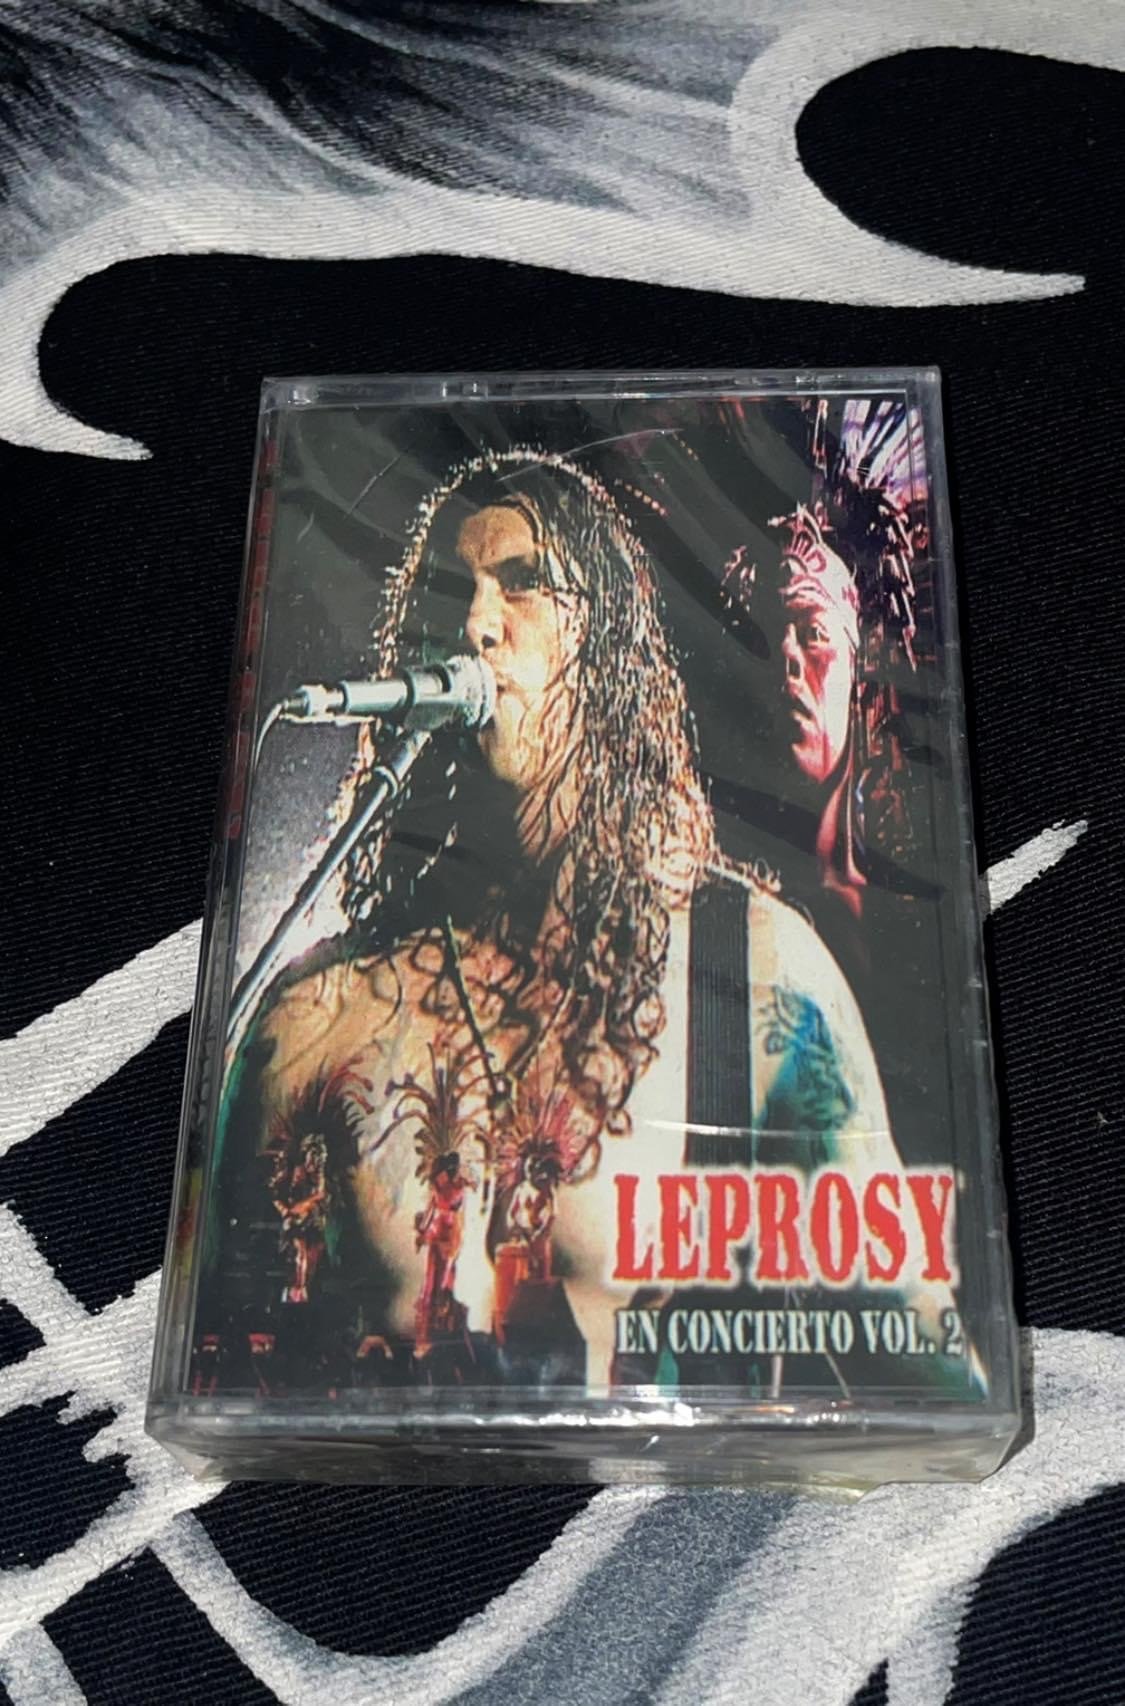 LEPROSY
EN CONCIERTO VOL. 2